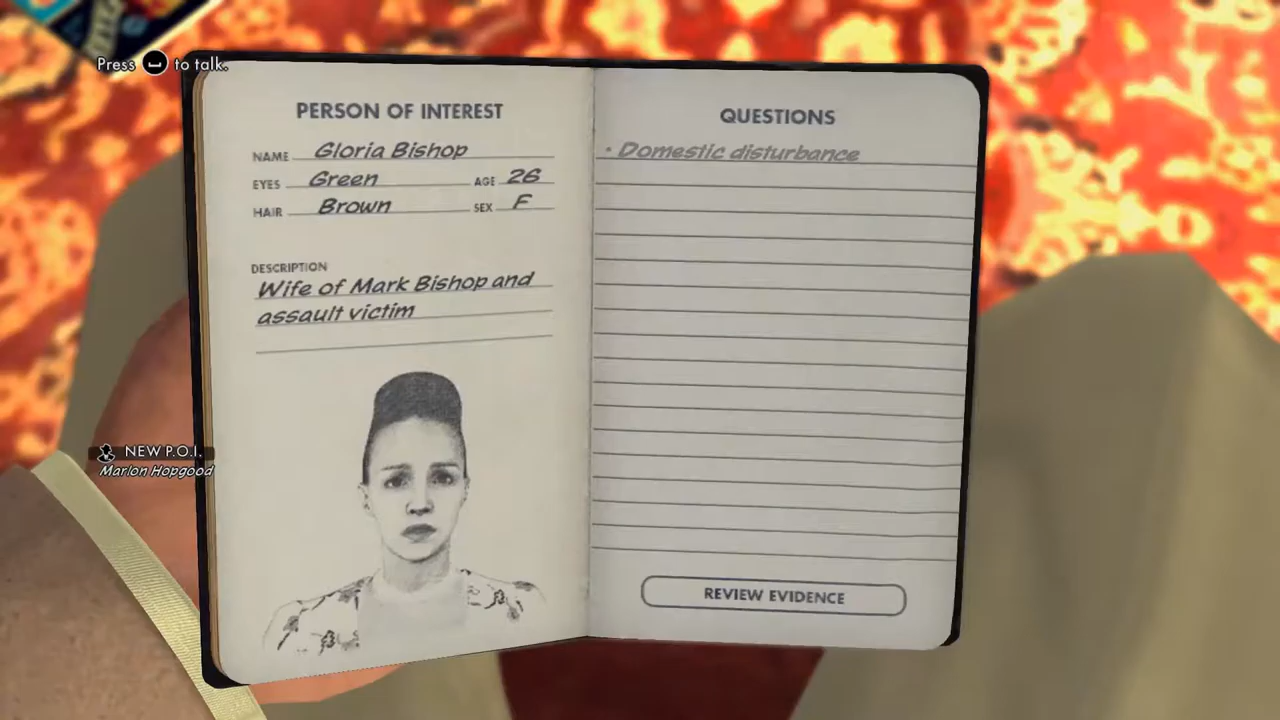 Press to talk.
PERSON OF INTEREST
NAME Gloria Bishop
EYES Green AGE 26
HAIR Brown SEX F
DESCRIPTION
Wife of Mark Bishop and
assault victim
NEW P.O.I.
Marlon Hopgood
QUESTIONS
• Domestic disturbance
REVIEW EVIDENCE